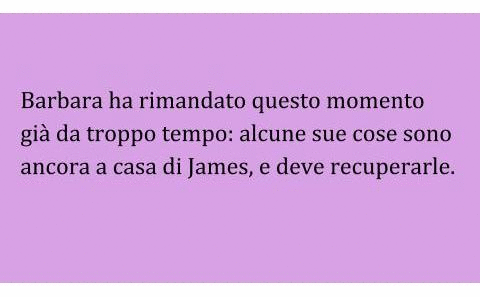 Barbara ha rimandato questo momento
già da troppo tempo: alcune sue cose sono
ancora a casa di James, e deve recuperarle.